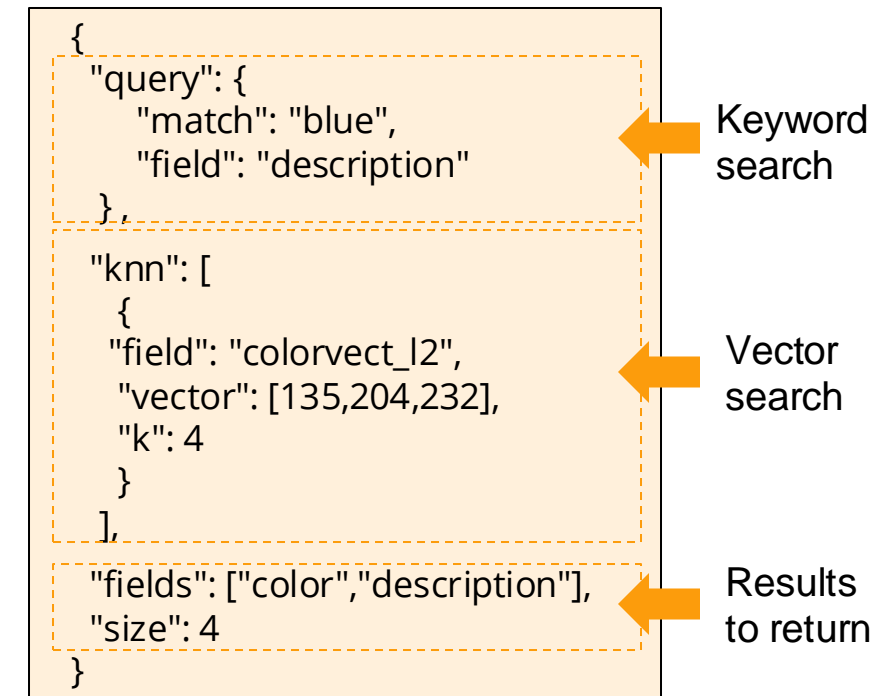 {
"query": {
"match": "blue",
"field": "description"
} ,
Keyword
search
"knn": [
{
"field": "colorvect_l2",
"vector": [135,204,232],
"k": 4
}
],
Vector
search
"fields": ["color","description"],
"size": 4
}
Results
to return